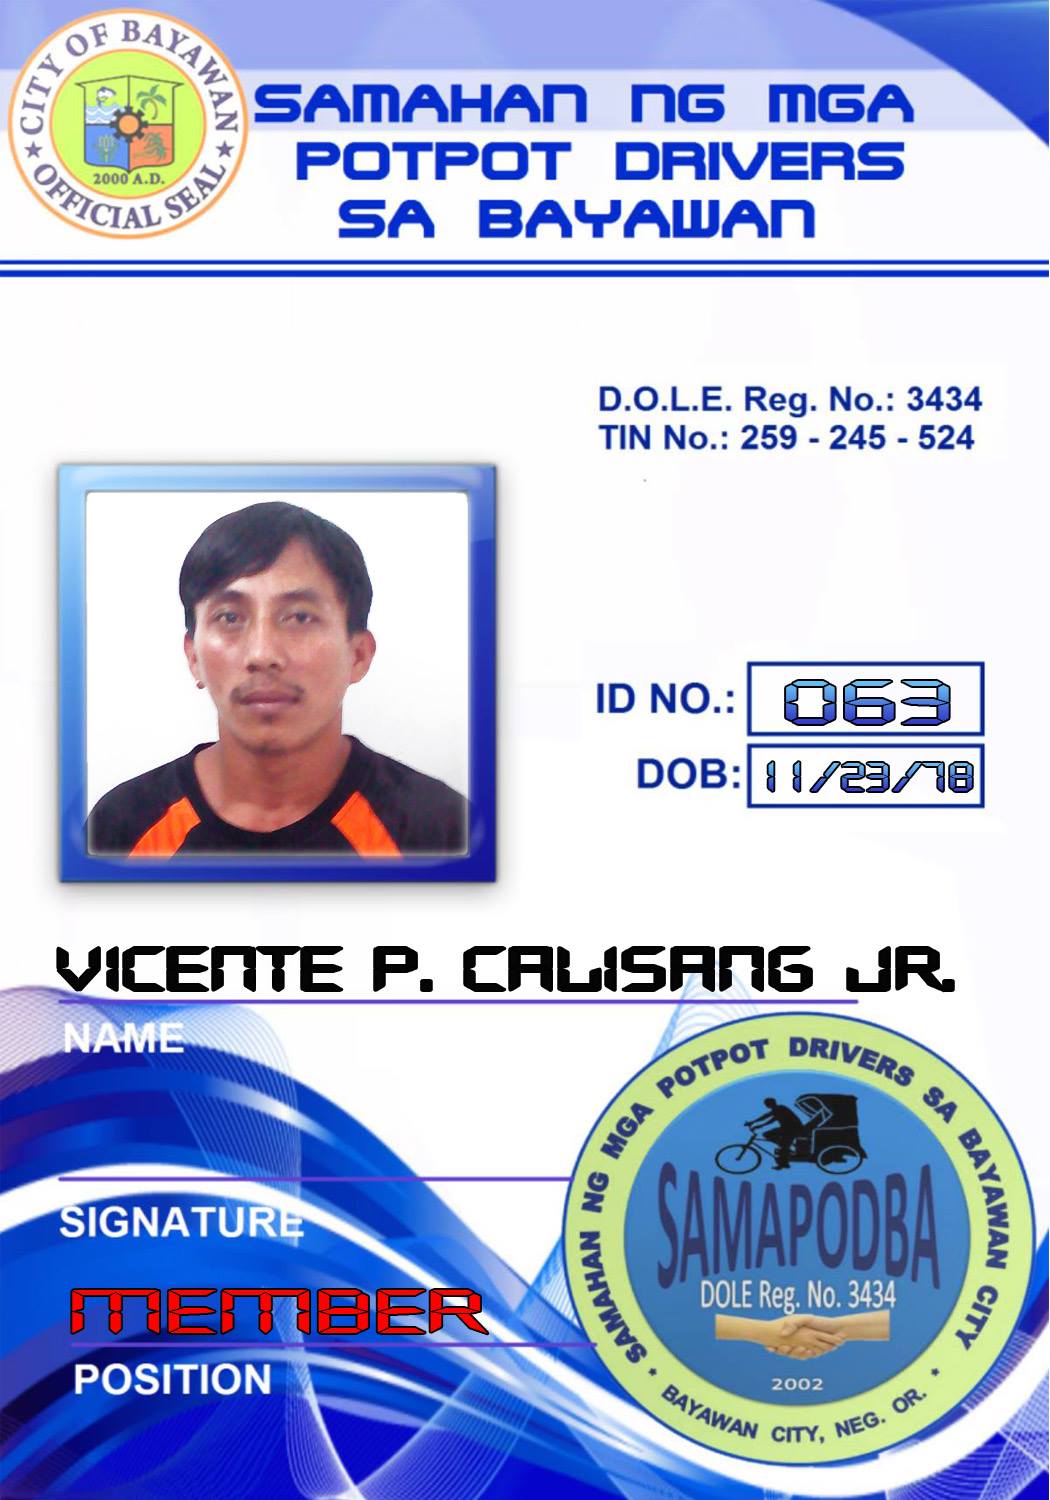 CITY OF BAYAWAN
2000 A.D.
★ OFFICIAL SEAL ★
SAMAHAN NG MGA
POTPOT DRIVERS
SA BAYAWAN
D.O.L.E. Reg. No.: 3434
TIN No.: 259 - 245 - 524
ID NO.: 063
DOB: 11/23/78
VICENTE P. CALISANG JR.
NAME
SIGNATURE
MEMBER
POSITION
SAMAHAN NG MGA POTPOT DRIVERS SA BAYAWAN CITY
SAMAPODBA
DOLE Reg. No. 3434
2002
* BAYAWAN CITY, NEG. OR. *